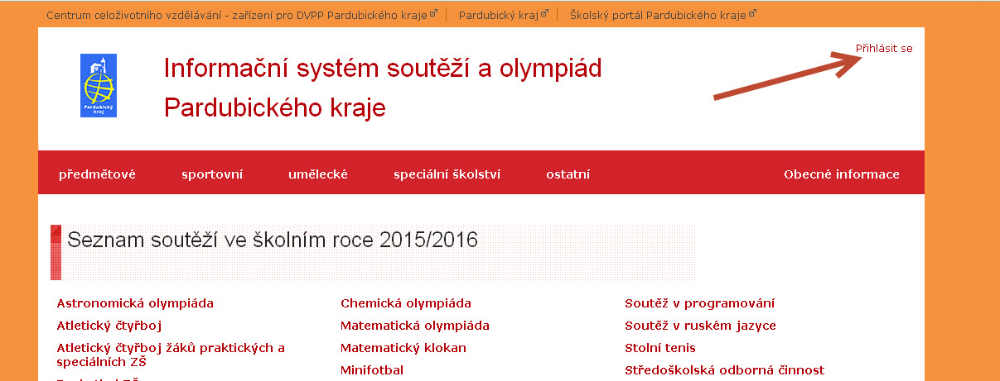 Centrum celoživotního vzdělávání - zařízení pro DVPP Pardubického kraje | Pardubický kraj | Školský portál Pardubického kraje
Přihlásit se
Pardubický
kraj
Informační systém soutěží a olympiád
Pardubického kraje
předmětové sportovní umělecké speciální školství ostatní Obecné informace
Seznam soutěží ve školním roce 2015/2016
Astronomická olympiáda
Atletický čtyřboj
Atletický čtyřboj žáků praktických a
speciálních ZŠ
Chemická olympiáda
Matematická olympiáda
Matematický klokan
Minifotbal
Soutěž v programování
Soutěž v ruském jazyce
Stolní tenis
Středoškolská odborná činnost